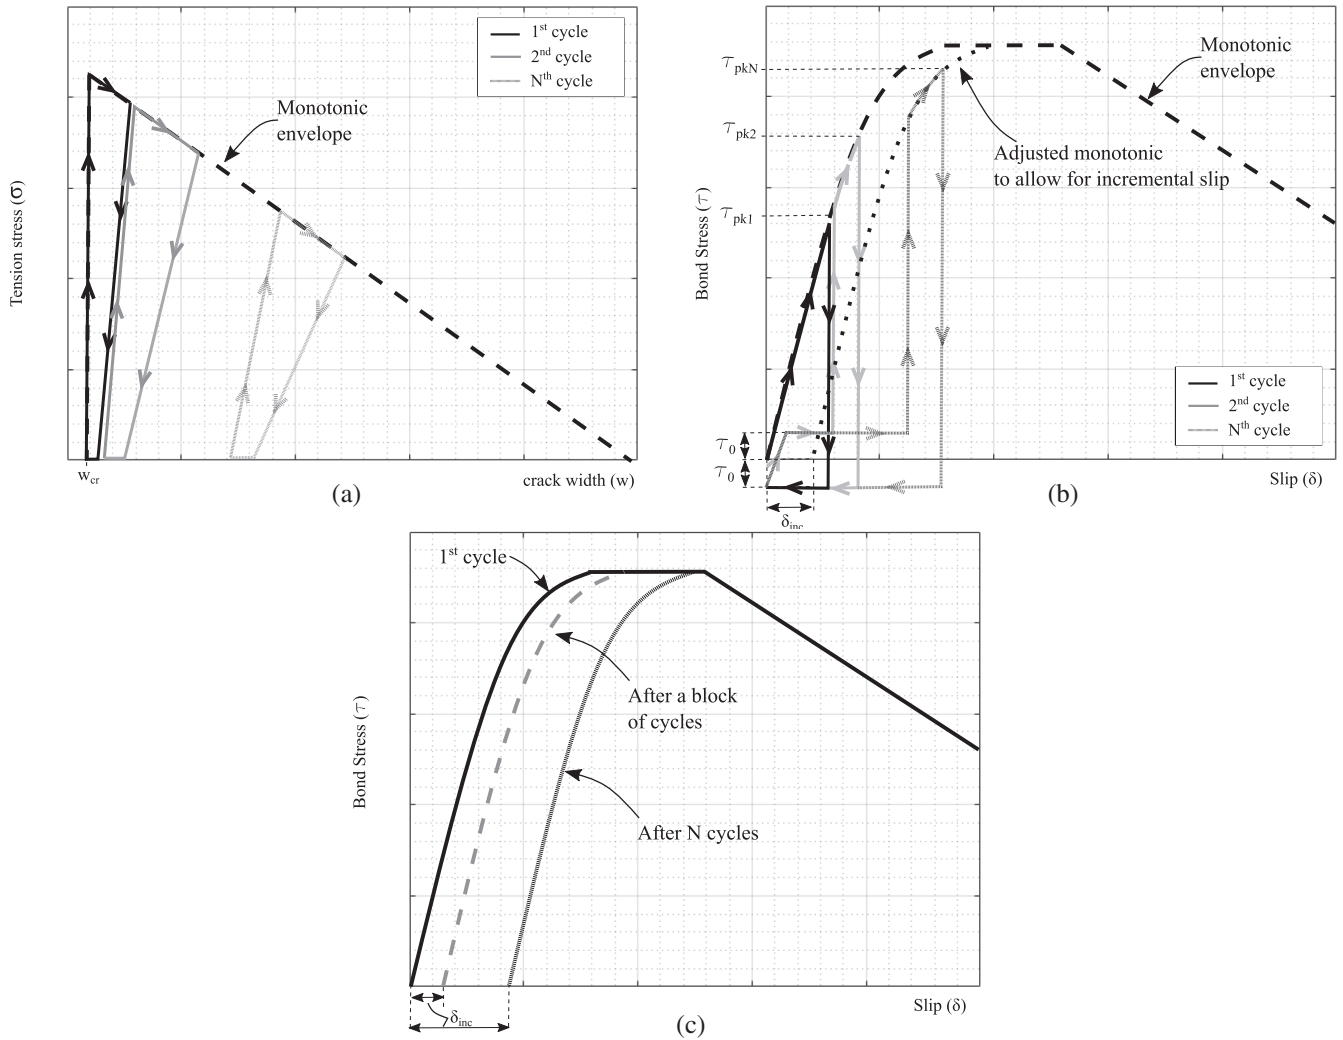 1st cycle
2nd cycle
Nth cycle
Monotonic
envelope
Tension stress (σ)
wcr
crack width (w)
(a)
τpkN
τpk2
τpk1
τ0
τ0
Bond Stress (τ)
Monotonic
envelope
Adjusted monotonic
to allow for incremental slip
1st cycle
2nd cycle
Nth cycle
Slip (δ)
δinc
(b)
1st cycle
After a block
of cycles
After N cycles
Bond Stress (τ)
Slip (δ)
δinc
(c)